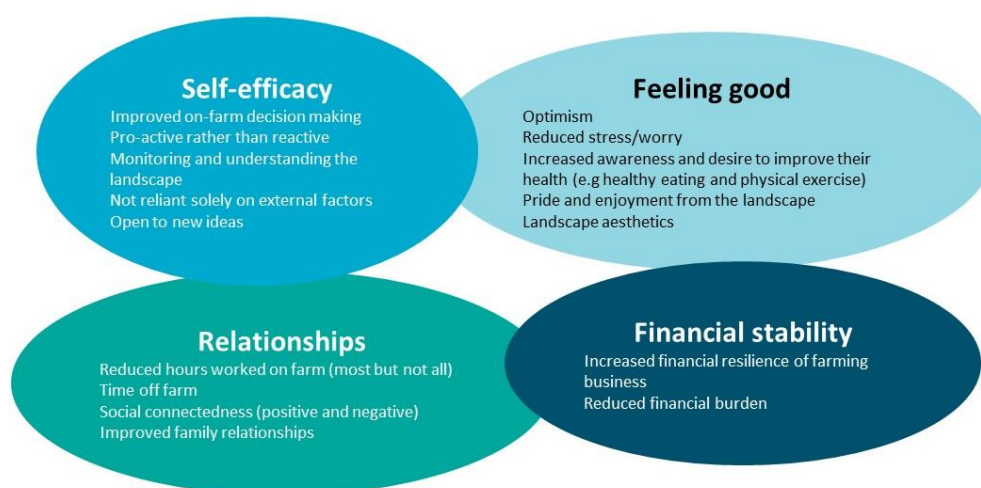 Self-efficacy
Improved on-farm decision making
Pro-active rather than reactive
Monitoring and understanding the
landscape
Not reliant solely on external factors
Open to new ideas
Feeling good
Optimism
Reduced stress/worry
Increased awareness and desire to improve their
health (e.g healthy eating and physical exercise)
Pride and enjoyment from the landscape
Landscape aesthetics
Relationships
Reduced hours worked on farm (most but not all)
Time off farm
Social connectedness (positive and negative)
Improved family relationships
Financial stability
Increased financial resilience of farming
business
Reduced financial burden